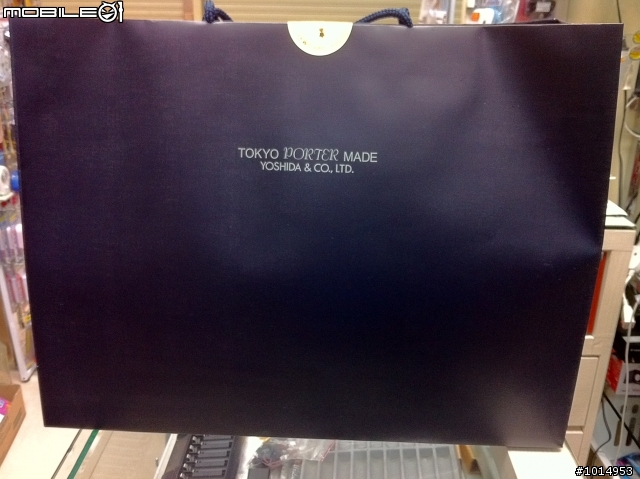 MOBILE01
TOKYO PORTER MADE
YOSHIDA & CO., LTD.
#1014953